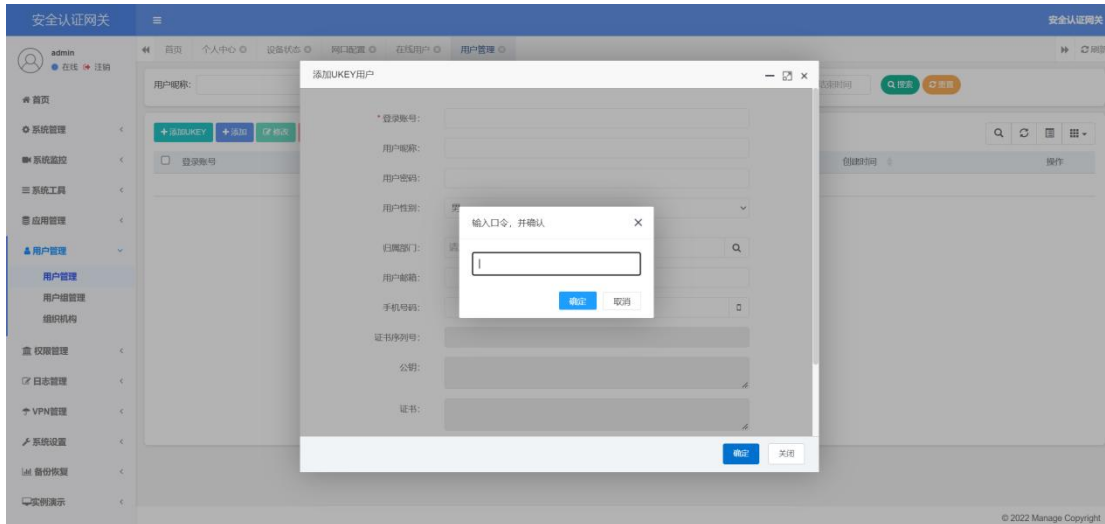 安全认证网关
安全认证网关
admin
在线 注销
首页 个人中心 设备状态 网口配置 在线用户 用户管理
添加UKEY用户
用户昵称:
结束时间
搜索 重置
首页
系统管理
系统监控
系统工具
应用管理
用户管理
用户管理
用户组管理
组织机构
权限管理
日志管理
VPN管理
系统设置
备份恢复
实例演示
+添加UKEY +添加 修改
登录账号 创建时间 操作
* 登录账号:
用户昵称:
用户密码:
用户性别: 男
归属部门:
用户邮箱:
手机号码:
证书序列号:
公钥:
证书:
输入口令,并确认
确定 取消
确定 关闭
© 2022 Manage Copyright